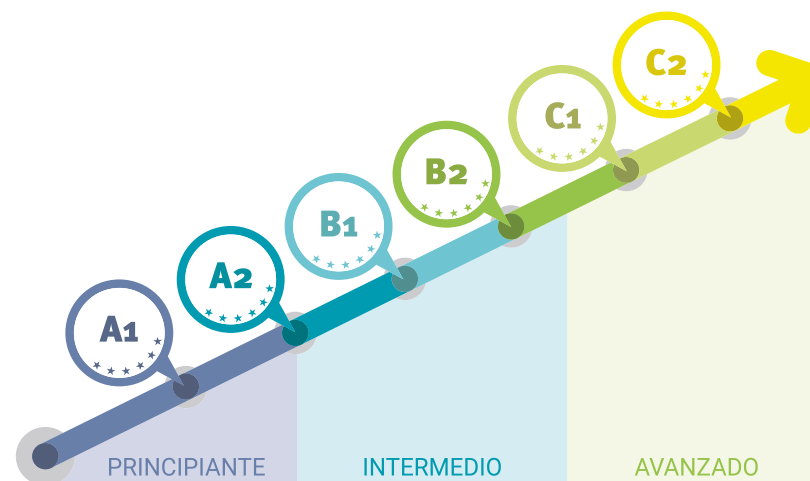 C2
C1
B2
B1
A2
A1
PRINCIPIANTE
INTERMEDIO
AVANZADO